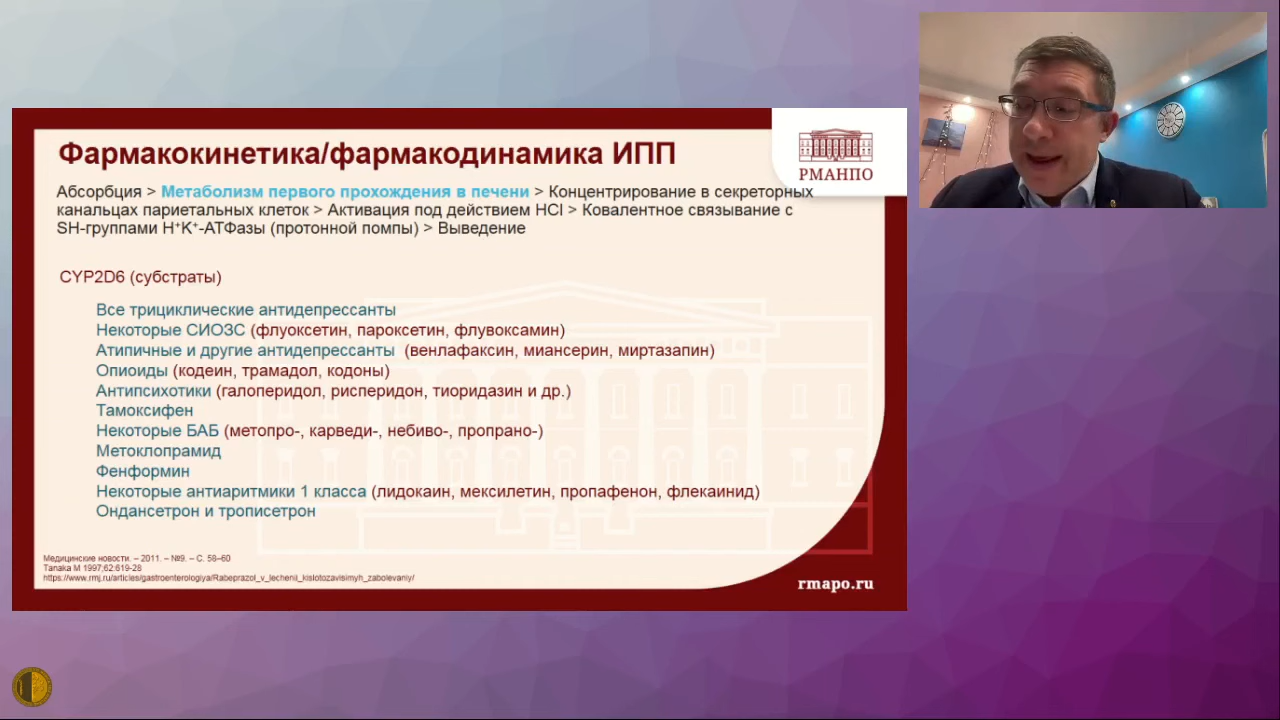 Фармакокинетика/фармакодинамика ИПП
РМАНПО
Абсорбция > Метаболизм первого прохождения в печени > Концентрирование в секреторных
канальцах париетальных клеток > Активация под действием HCl > Ковалентное связывание с
SH-группами H⁺K⁺-АТФазы (протонной помпы) > Выведение
CYP2D6 (субстраты)
Все трициклические антидепрессанты
Некоторые СИОЗС (флуоксетин, пароксетин, флувоксамин)
Атипичные и другие антидепрессанты (венлафаксин, миансерин, миртазапин)
Опиоиды (кодеин, трамадол, кодоны)
Антипсихотики (галоперидол, рисперидон, тиоридазин и др.)
Тамоксифен
Некоторые БАБ (метопро-, карведи-, небиво-, пропрано-)
Метоклопрамид
Фенформин
Некоторые антиаритмики 1 класса (лидокаин, мексилетин, пропафенон, флекаинид)
Ондансетрон и трописетрон
Медицинские новости. – 2011. – №9. – С. 58–60
Tanaka M 1997;62:619-28
https://www.rmj.ru/articles/gastroenterologiya/Rabeprazol_v_lechenii_kislotozavisimyh_zabolevaniy/
rmapo.ru